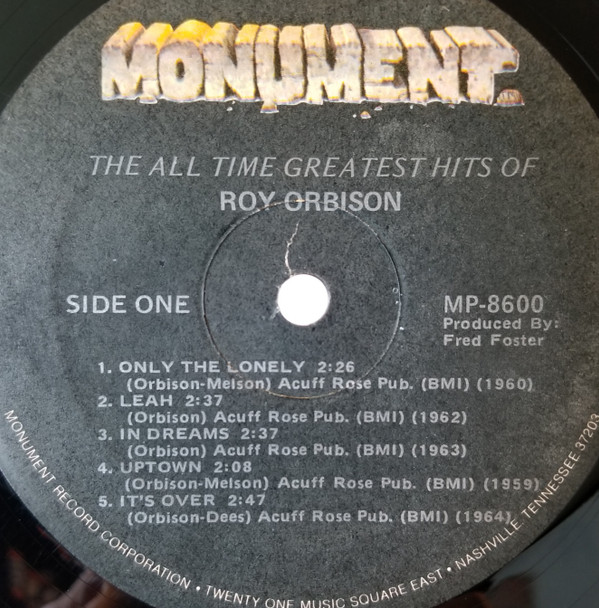 MONUMENT
THE ALL TIME GREATEST HITS OF
ROY ORBISON
SIDE ONE
MP-8600
Produced By:
Fred Foster
1. ONLY THE LONELY 2:26
(Orbison-Melson) Acuff Rose Pub. (BMI) (1960)
2. LEAH 2:37
(Orbison) Acuff Rose Pub. (BMI) (1962)
3. IN DREAMS 2:37
(Orbison) Acuff Rose Pub. (BMI) (1963)
4. UPTOWN 2:08
(Orbison-Melson) Acuff Rose Pub. (BMI) (1959)
5. IT'S OVER 2:47
(Orbison-Dees) Acuff Rose Pub. (BMI) (1964)
MONUMENT RECORD CORPORATION • TWENTY ONE MUSIC SQUARE EAST • NASHVILLE, TENNESSEE 37203